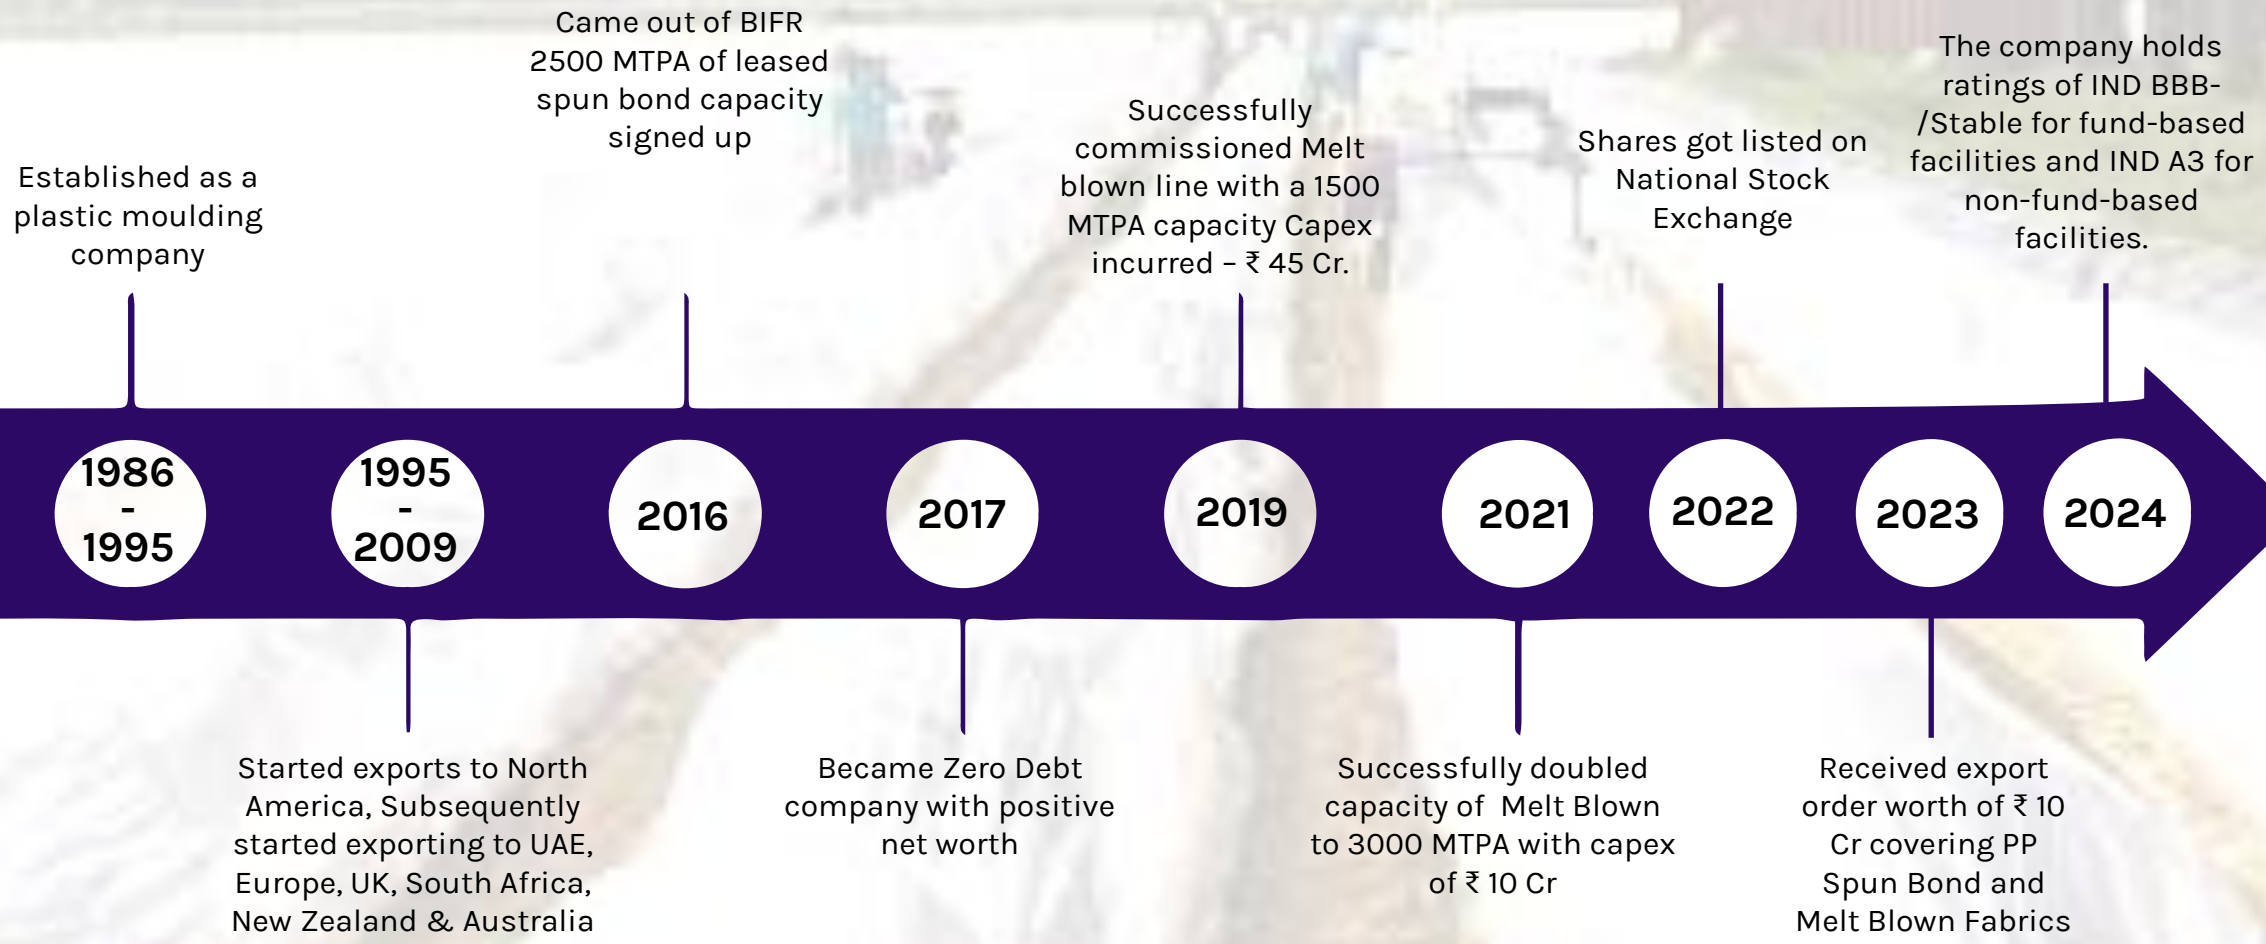 Established as a
plastic moulding
company
Came out of BIFR
2500 MTPA of leased
spun bond capacity
signed up
Successfully
commissioned Melt
blown line with a 1500
MTPA capacity Capex
incurred – ₹ 45 Cr.
Shares got listed on
National Stock
Exchange
The company holds
ratings of IND BBB-
/Stable for fund-based
facilities and IND A3 for
non-fund-based
facilities.
1986
-
1995
1995
-
2009
2016
2017
2019
2021
2022
2023
2024
Started exports to North
America, Subsequently
started exporting to UAE,
Europe, UK, South Africa,
New Zealand & Australia
Became Zero Debt
company with positive
net worth
Successfully doubled
capacity of Melt Blown
to 3000 MTPA with capex
of ₹ 10 Cr
Received export
order worth of ₹ 10
Cr covering PP
Spun Bond and
Melt Blown Fabrics